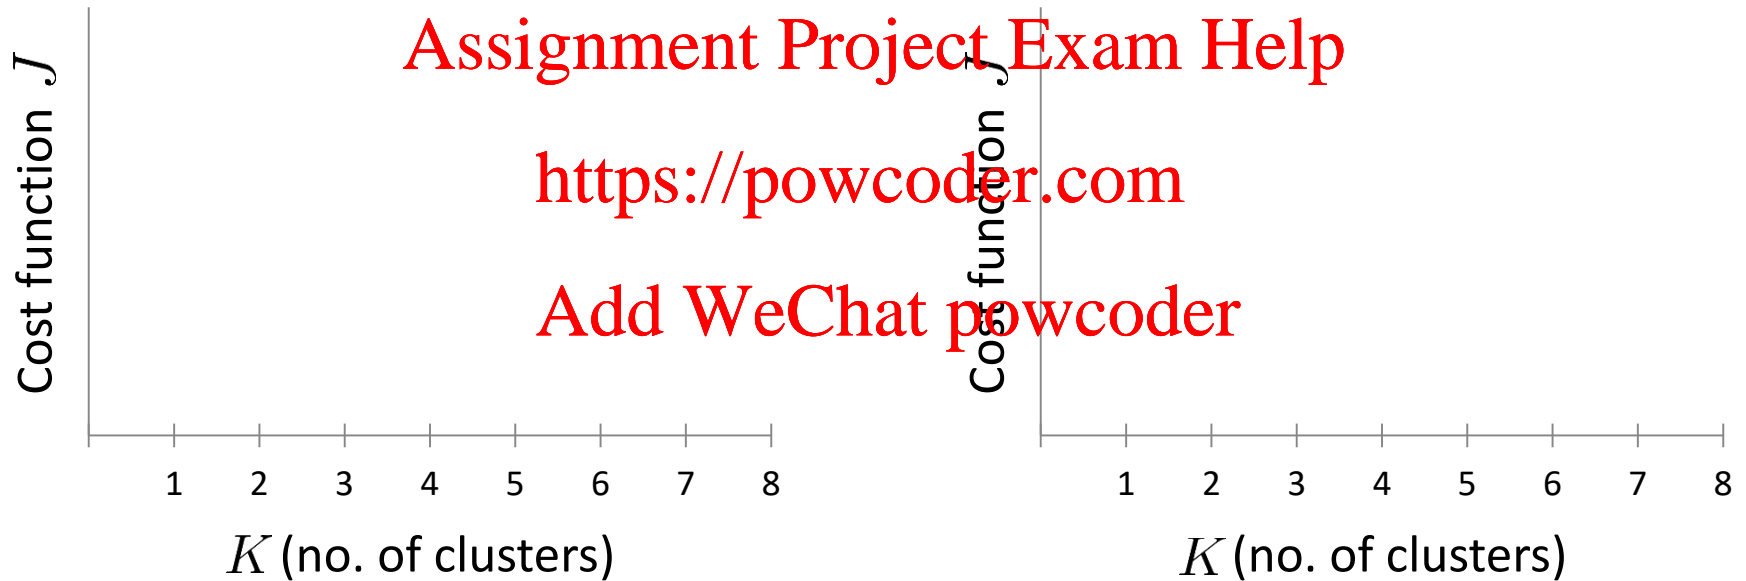 Assignment Project Exam Help
https://powcoder.com
Add WeChat powcoder
Cost function J
1 2 3 4 5 6 7 8
K (no. of clusters)
Cost function J
1 2 3 4 5 6 7 8
K (no. of clusters)